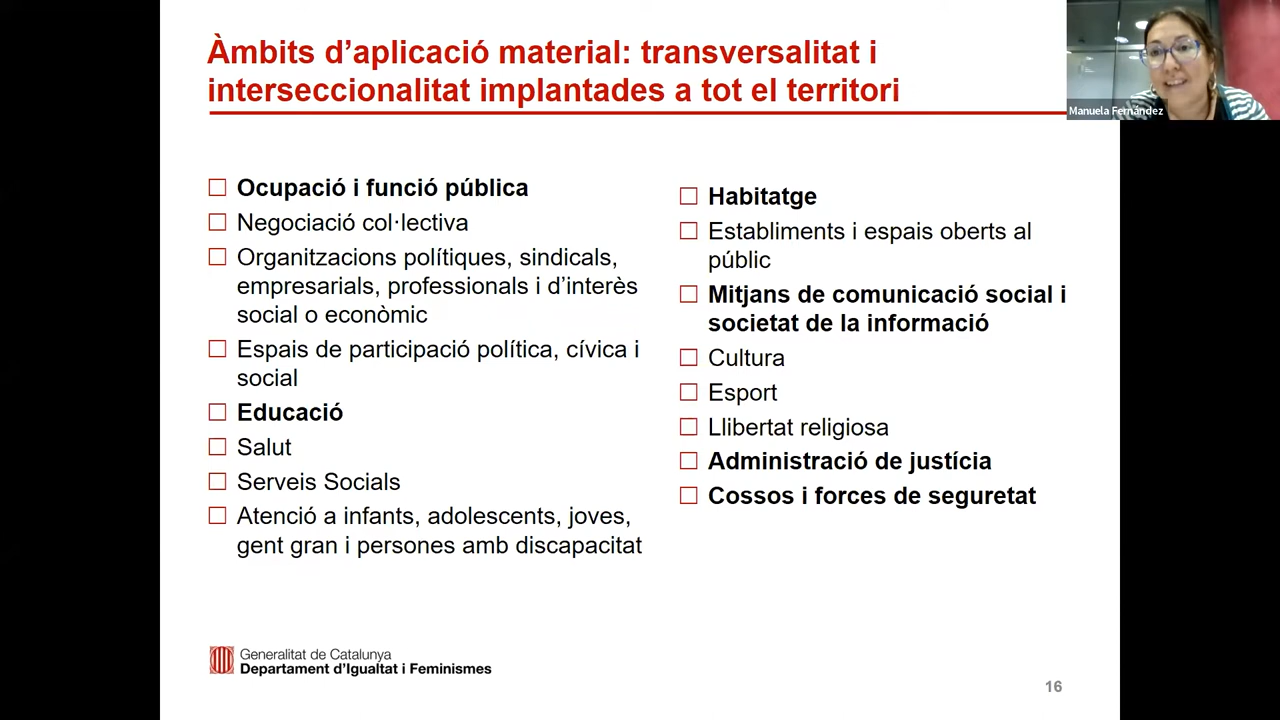 Àmbits d’aplicació material: transversalitat i
interseccionalitat implantades a tot el territori
Manuela Fernández
Ocupació i funció pública
Negociació col·lectiva
Organitzacions polítiques, sindicals,
empresarials, professionals i d’interès
social o econòmic
Espais de participació política, cívica i
social
Educació
Salut
Serveis Socials
Atenció a infants, adolescents, joves,
gent gran i persones amb discapacitat
Habitatge
Establiments i espais oberts al
públic
Mitjans de comunicació social i
societat de la informació
Cultura
Esport
Llibertat religiosa
Administració de justícia
Cossos i forces de seguretat
Generalitat de Catalunya
Departament d’Igualtat i Feminismes
16